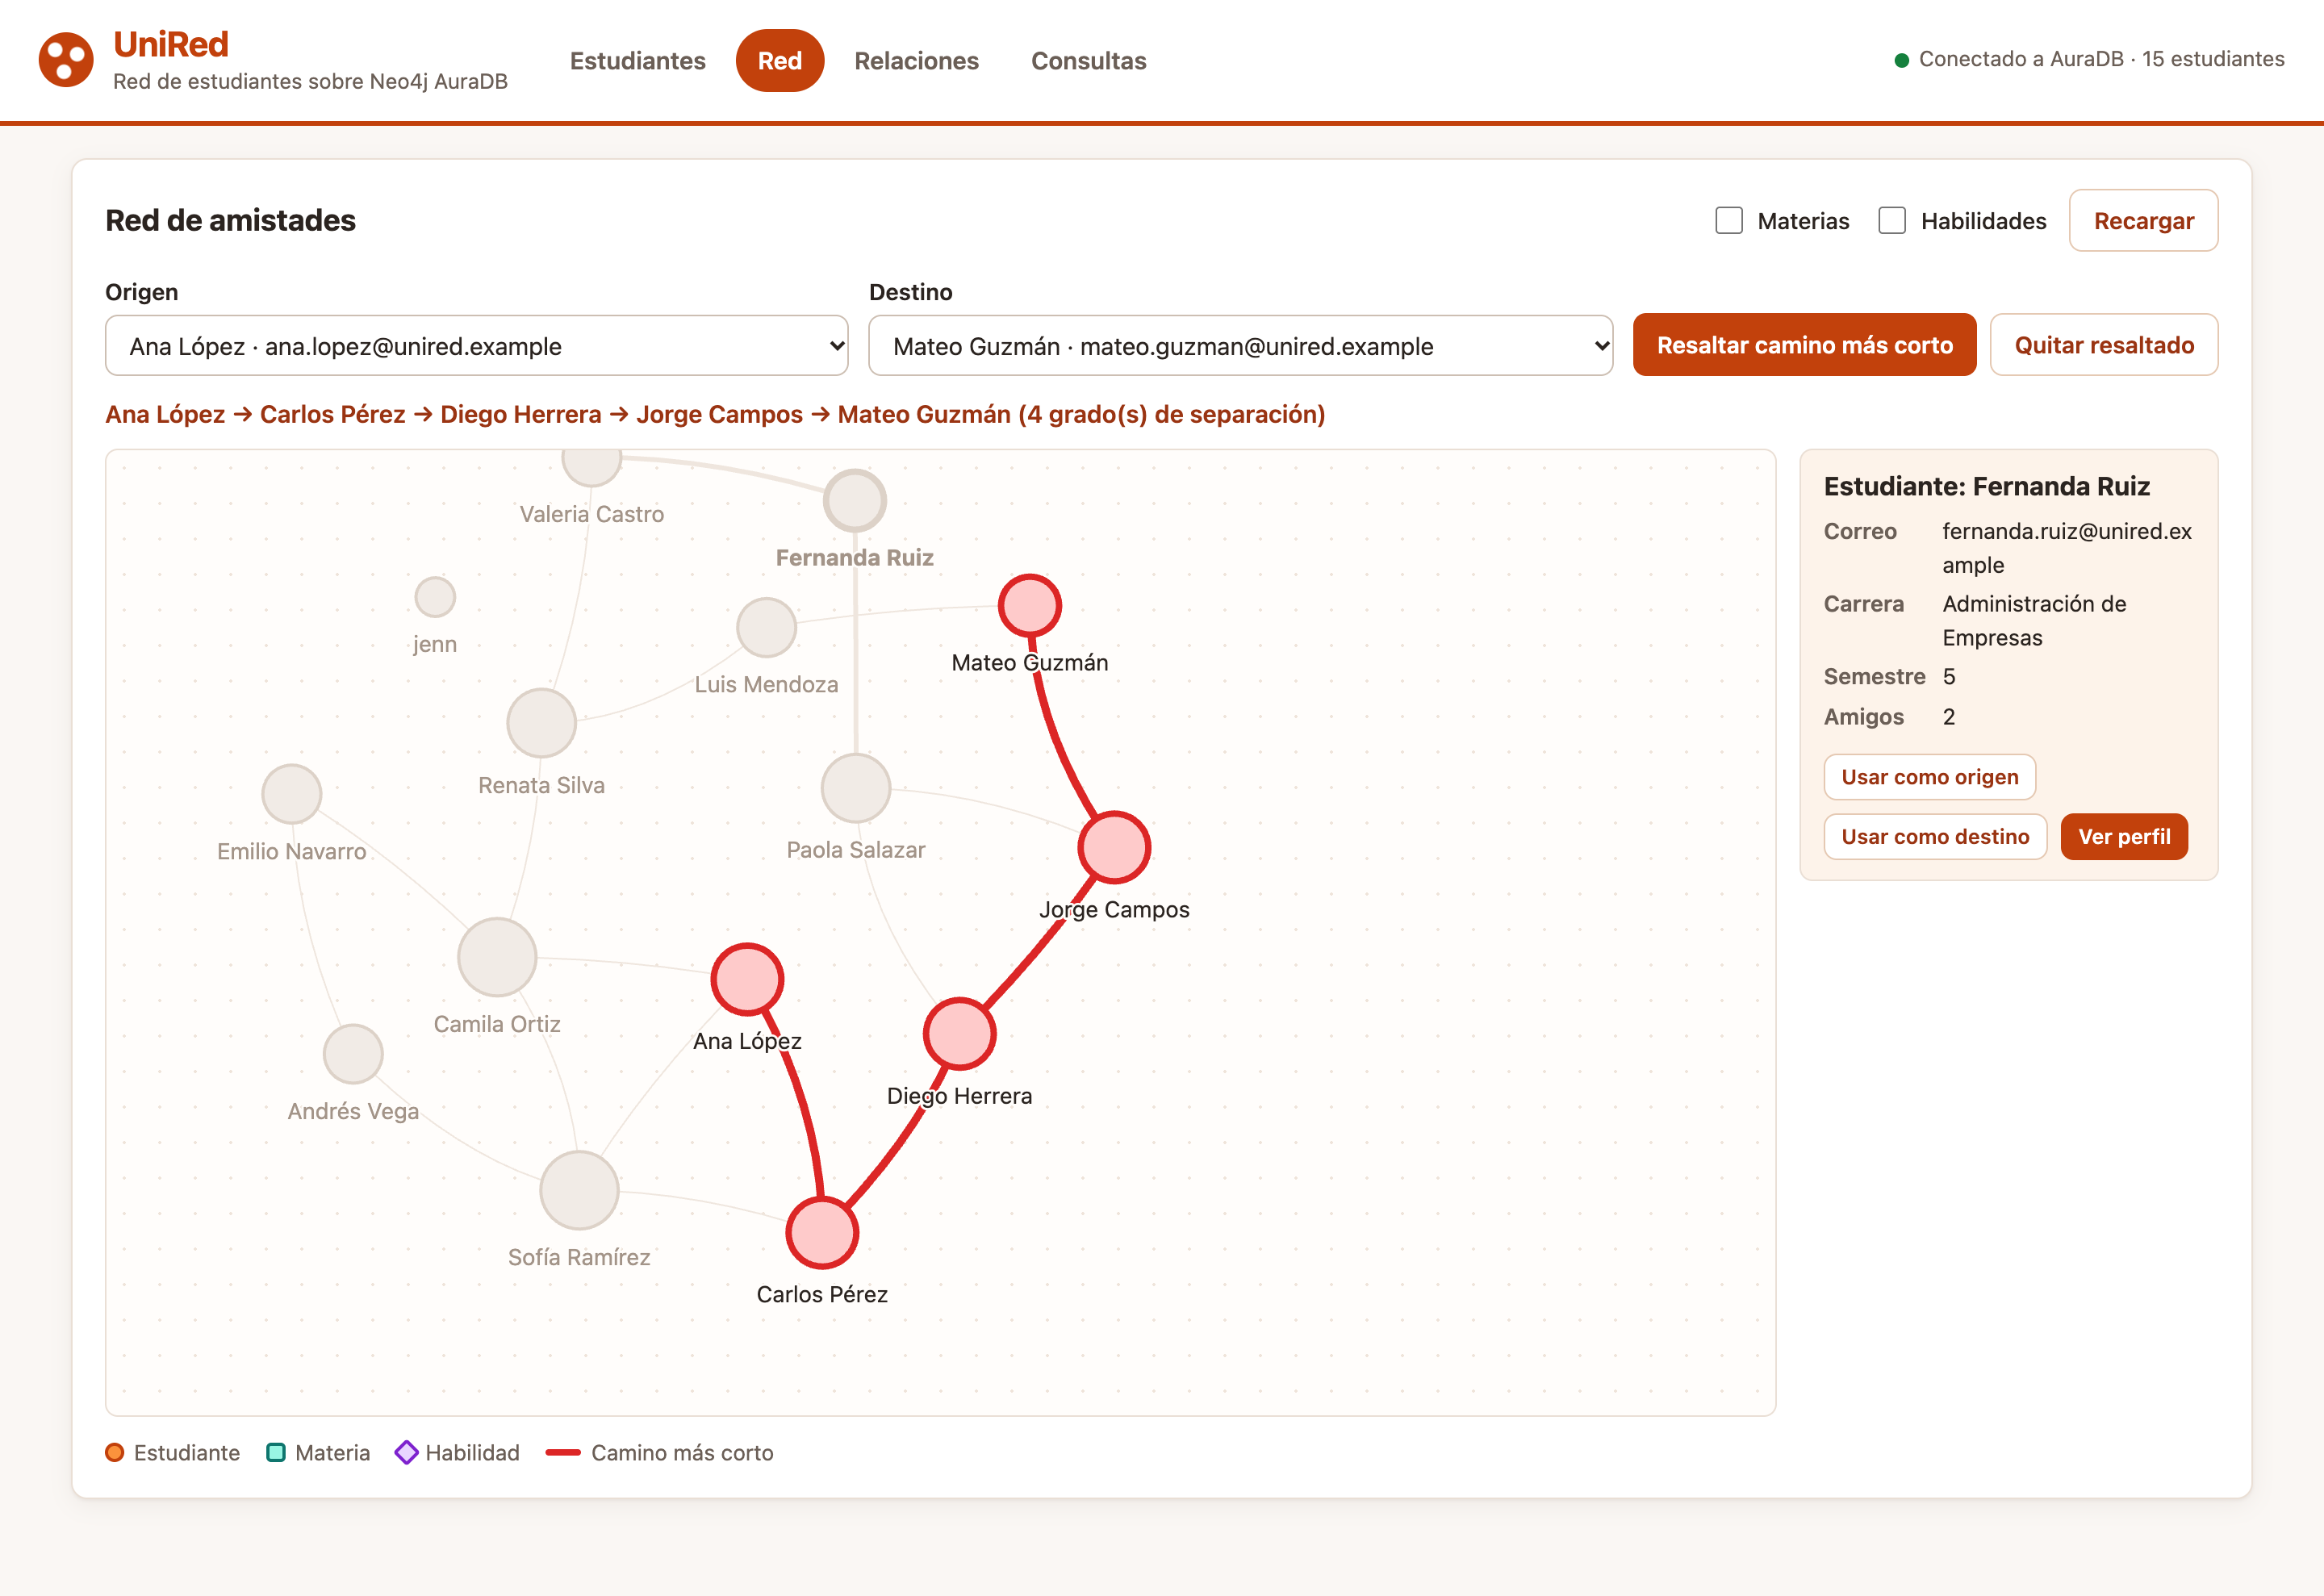 UniRed
Red de estudiantes sobre Neo4j AuraDB
Estudiantes
Red
Relaciones
Consultas
Conectado a AuraDB · 15 estudiantes
Red de amistades
Materias
Habilidades
Recargar
Origen
Destino
Ana López · ana.lopez@unired.example
Mateo Guzmán · mateo.guzman@unired.example
Resaltar camino más corto
Quitar resaltado
Ana López → Carlos Pérez → Diego Herrera → Jorge Campos → Mateo Guzmán (4 grado(s) de separación)
Valeria Castro
Fernanda Ruiz
jenn
Luis Mendoza
Mateo Guzmán
Renata Silva
Emilio Navarro
Paola Salazar
Jorge Campos
Camila Ortiz
Ana López
Diego Herrera
Andrés Vega
Sofía Ramírez
Carlos Pérez
Estudiante: Fernanda Ruiz
Correo fernanda.ruiz@unired.ex
ample
Carrera Administración de
Empresas
Semestre 5
Amigos 2
Usar como origen
Usar como destino
Ver perfil
Estudiante
Materia
Habilidad
Camino más corto